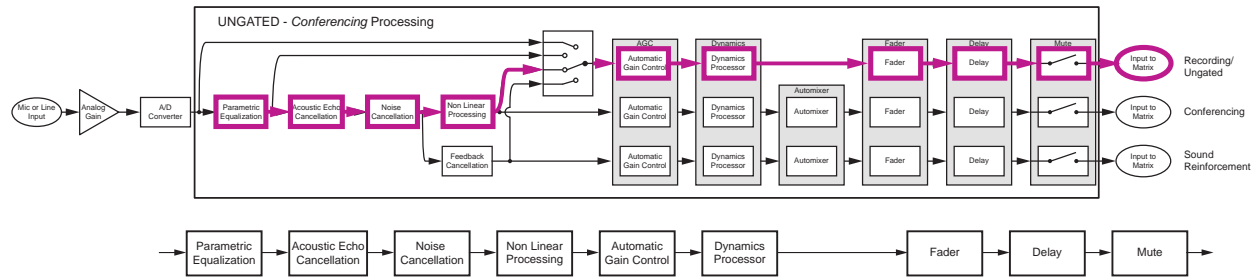 UNGATED - Conferencing Processing
AGC
Dynamics
Fader
Delay
Mute
Automatic
Gain Control
Dynamics
Processor
Fader
Delay
Input to
Matrix
Recording/
Ungated
Mic or Line
Input
Analog
Gain
A/D
Converter
Parametric
Equalization
Acoustic Echo
Cancellation
Noise
Cancellation
Non Linear
Processing
Automatic
Gain Control
Dynamics
Processor
Automixer
Automixer
Fader
Delay
Input to
Matrix
Conferencing
Feedback
Cancellation
Automatic
Gain Control
Dynamics
Processor
Automixer
Fader
Delay
Input to
Matrix
Sound
Reinforcement
Parametric
Equalization
Acoustic Echo
Cancellation
Noise
Cancellation
Non Linear
Processing
Automatic
Gain Control
Dynamics
Processor
Fader
Delay
Mute